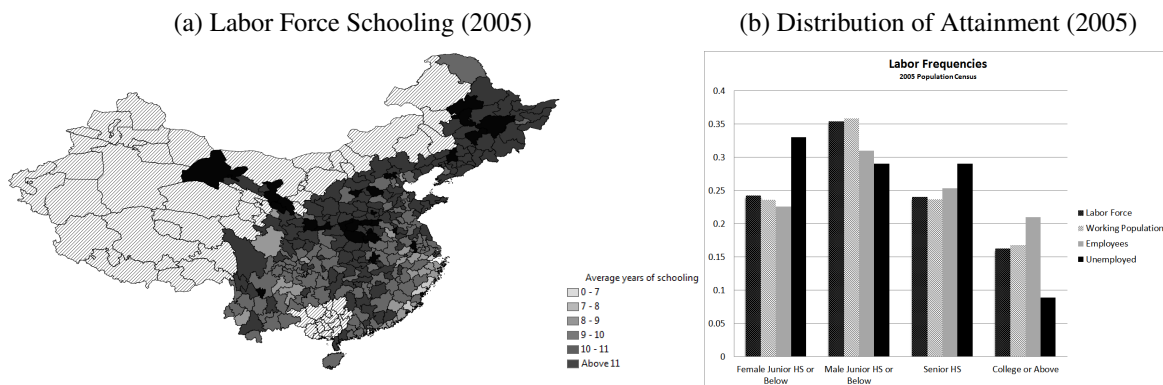 (a) Labor Force Schooling (2005)
Average years of schooling
0 - 7
7 - 8
8 - 9
9 - 10
10 - 11
Above 11
(b) Distribution of Attainment (2005)
Labor Frequencies
2005 Population Census
0.4
0.35
0.3
0.25
0.2
0.15
0.1
0.05
0
Female Junior HS or
Below
Male Junior HS or
Below
Senior HS
College or Above
Labor Force
Working Population
Employees
Unemployed